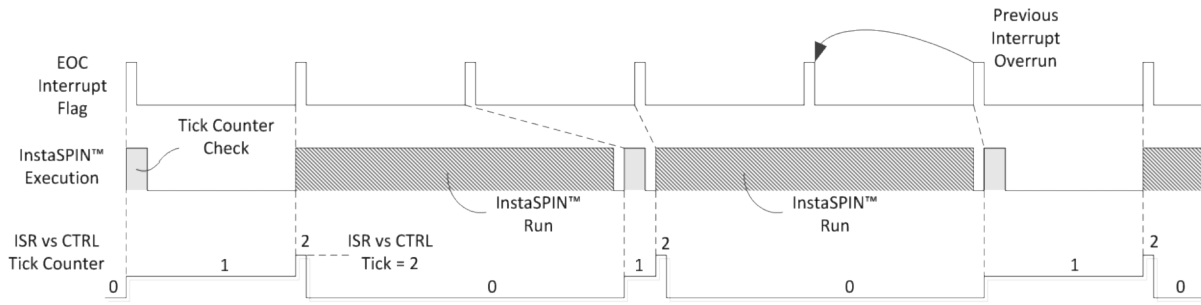 Previous
Interrupt
Overrun
EOC
Interrupt
Flag
Tick Counter
Check
InstaSPIN™
Execution
InstaSPIN™
Run
InstaSPIN™
Run
ISR vs CTRL
Tick Counter
0
1
2
ISR vs CTRL
Tick = 2
0
1
2
0
1
2
0